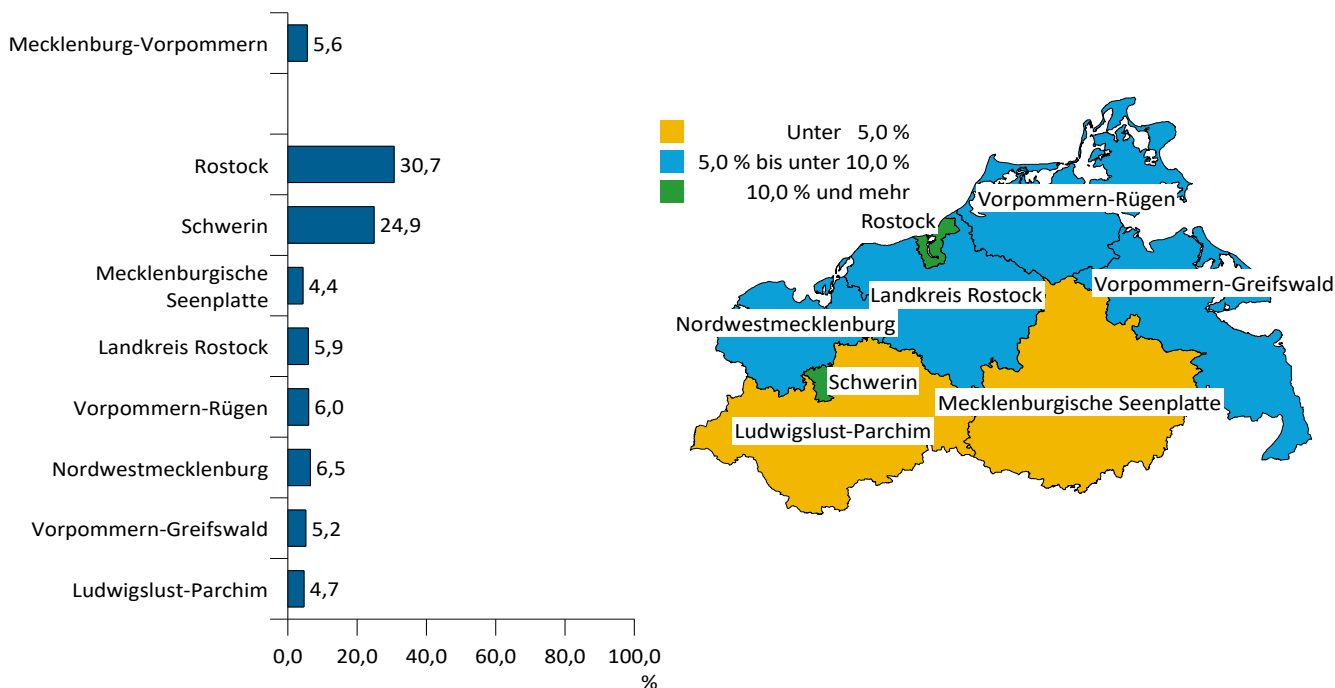 Mecklenburg-Vorpommern
5,6
Rostock
30,7
Schwerin
24,9
Mecklenburgische
Seenplatte
4,4
Landkreis Rostock
5,9
Vorpommern-Rügen
6,0
Nordwestmecklenburg
6,5
Vorpommern-Greifswald
5,2
Ludwigslust-Parchim
4,7
0,0 20,0 40,0 60,0 80,0 100,0
%
Unter 5,0 %
5,0 % bis unter 10,0 %
10,0 % und mehr
Vorpommern-Rügen
Rostock
Vorpommern-Greifswald
Landkreis Rostock
Nordwestmecklenburg
Schwerin
Mecklenburgische Seenplatte
Ludwigslust-Parchim